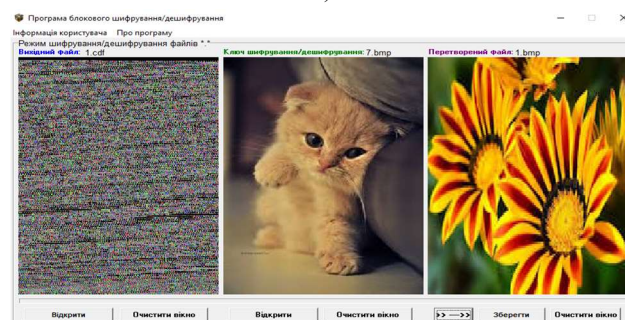 Програма блокового шифрування/дешифрування
Інформація користувача Про програму
Режим шифрування/дешифрування файлів *.*
Вихідний файл: 1.cdf Ключ шифрування/дешифрування: 7.bmp Перетворений файл: 1.bmp
Відкрити Очистити вікно Відкрити Очистити вікно >> —>> Зберегти Очистити вікно